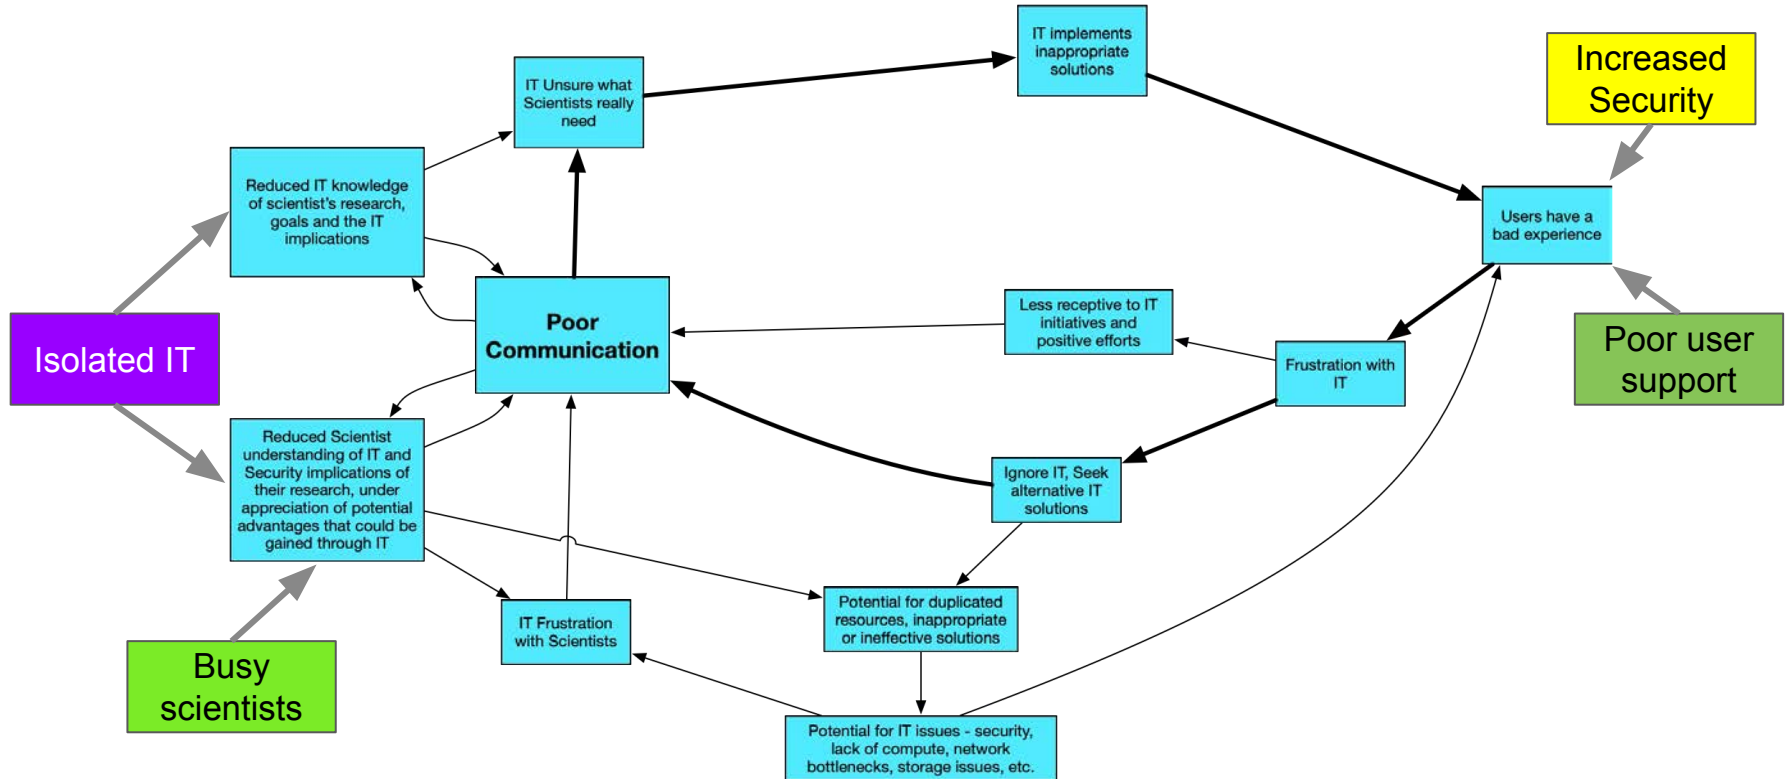 IT implements
inappropriate
solutions
Increased
Security
IT Unsure what
Scientists really
need
Reduced IT knowledge
of scientist's research,
goals and the IT
implications
Users have a
bad experience
Isolated IT
Poor
Communication
Less receptive to IT
initiatives and
positive efforts
Frustration with
IT
Poor user
support
Reduced Scientist
understanding of IT and
Security implications of
their research, under
appreciation of potential
advantages that could be
gained through IT
Ignore IT, Seek
alternative IT
solutions
IT Frustration
with Scientists
Potential for duplicated
resources, inappropriate
or ineffective solutions
Busy
scientists
Potential for IT issues - security,
lack of compute, network
bottlenecks, storage issues, etc.